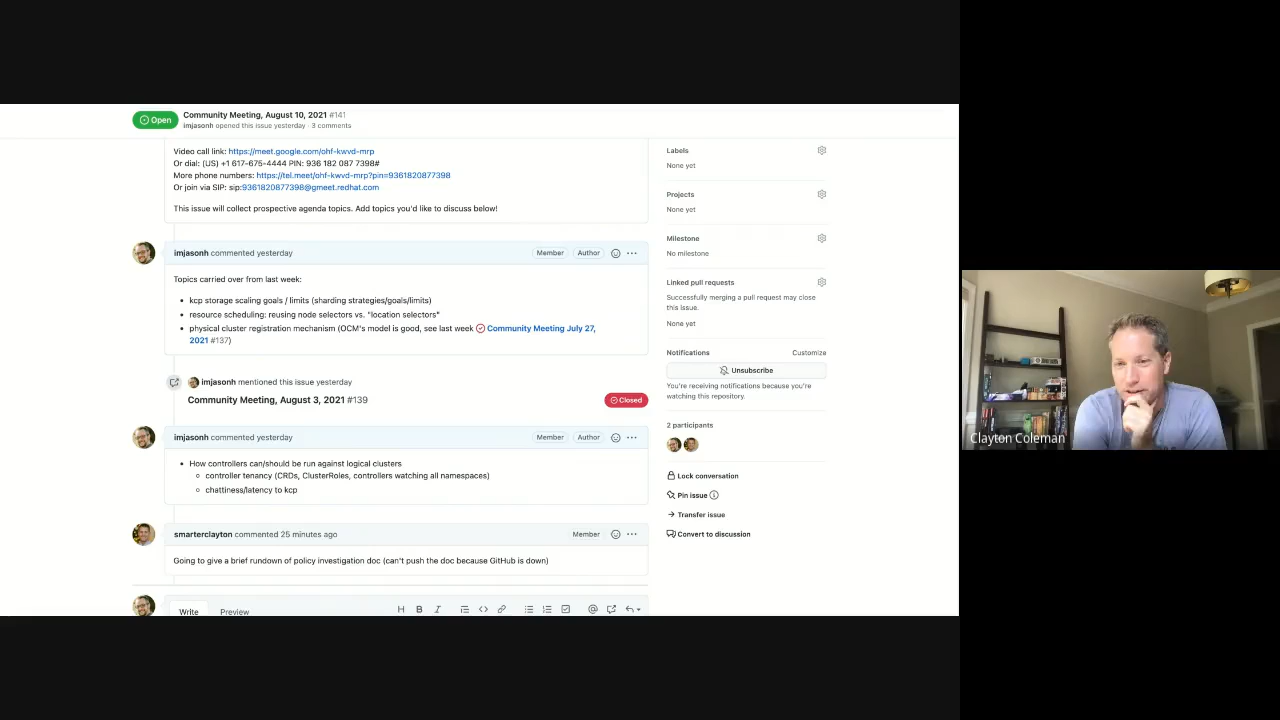 Open
Community Meeting, August 10, 2021 #141
imjasonh opened this issue yesterday · 3 comments
Video call link: https://meet.google.com/ohf-kwvd-mrp
Or dial: (US) +1 617-675-4444 PIN: 936 182 087 7398#
More phone numbers: https://tel.meet/ohf-kwvd-mrp?pin=9361820877398
Or join via SIP: sip:9361820877398@gmeet.redhat.com
This issue will collect prospective agenda topics. Add topics you'd like to discuss below!
imjasonh commented yesterday
Member
Author
Topics carried over from last week:
• kcp storage scaling goals / limits (sharding strategies/goals/limits)
• resource scheduling: reusing node selectors vs. "location selectors"
• physical cluster registration mechanism (OCM's model is good, see last week Community Meeting July 27,
2021 #137)
imjasonh mentioned this issue yesterday
Community Meeting, August 3, 2021 #139
Closed
imjasonh commented yesterday
Member
Author
• How controllers can/should be run against logical clusters
controller tenancy (CRDs, ClusterRoles, controllers watching all namespaces)
chattiness/latency to kcp
smarterclayton commented 25 minutes ago
Member
Going to give a brief rundown of policy investigation doc (can't push the doc because GitHub is down)
Write
Preview
Labels
None yet
Projects
None yet
Milestone
No milestone
Linked pull requests
Successfully merging a pull request may close
this issue.
None yet
Notifications
Customize
Unsubscribe
You're receiving notifications because you're
watching this repository.
2 participants
Lock conversation
Pin issue
Transfer issue
Convert to discussion
Clayton Coleman